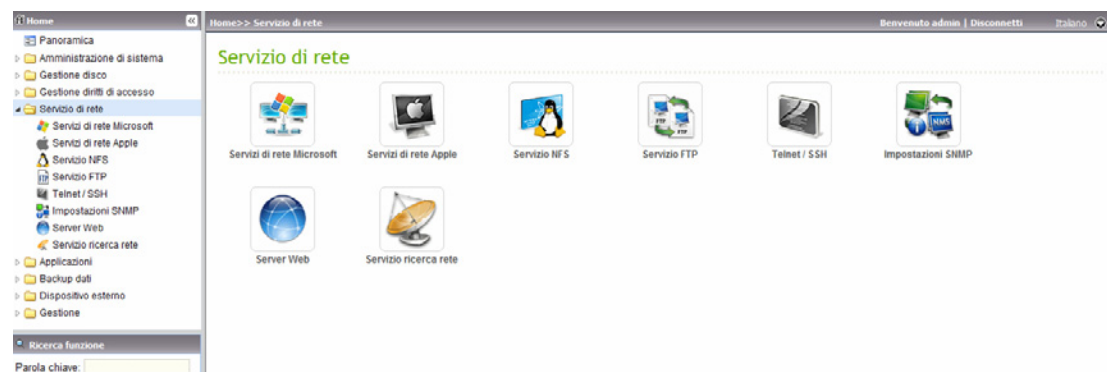 Home
Home>> Servizio di rete
Benvenuto admin | Disconnetti
Italiano
Panoramica
Amministrazione di sistema
Gestione disco
Gestione diritti di accesso
Servizio di rete
Servizi di rete Microsoft
Servizi di rete Apple
Servizio NFS
Servizio FTP
Telnet / SSH
Impostazioni SNMP
Server Web
Servizio ricerca rete
Applicazioni
Backup dati
Dispositivo esterno
Gestione
Ricerca funzione
Parola chiave:
Servizio di rete
Servizi di rete Microsoft
Servizi di rete Apple
Servizio NFS
FTP
FTP
Servizio FTP
Telnet / SSH
NMS
Impostazioni SNMP
Server Web
Servizio ricerca rete